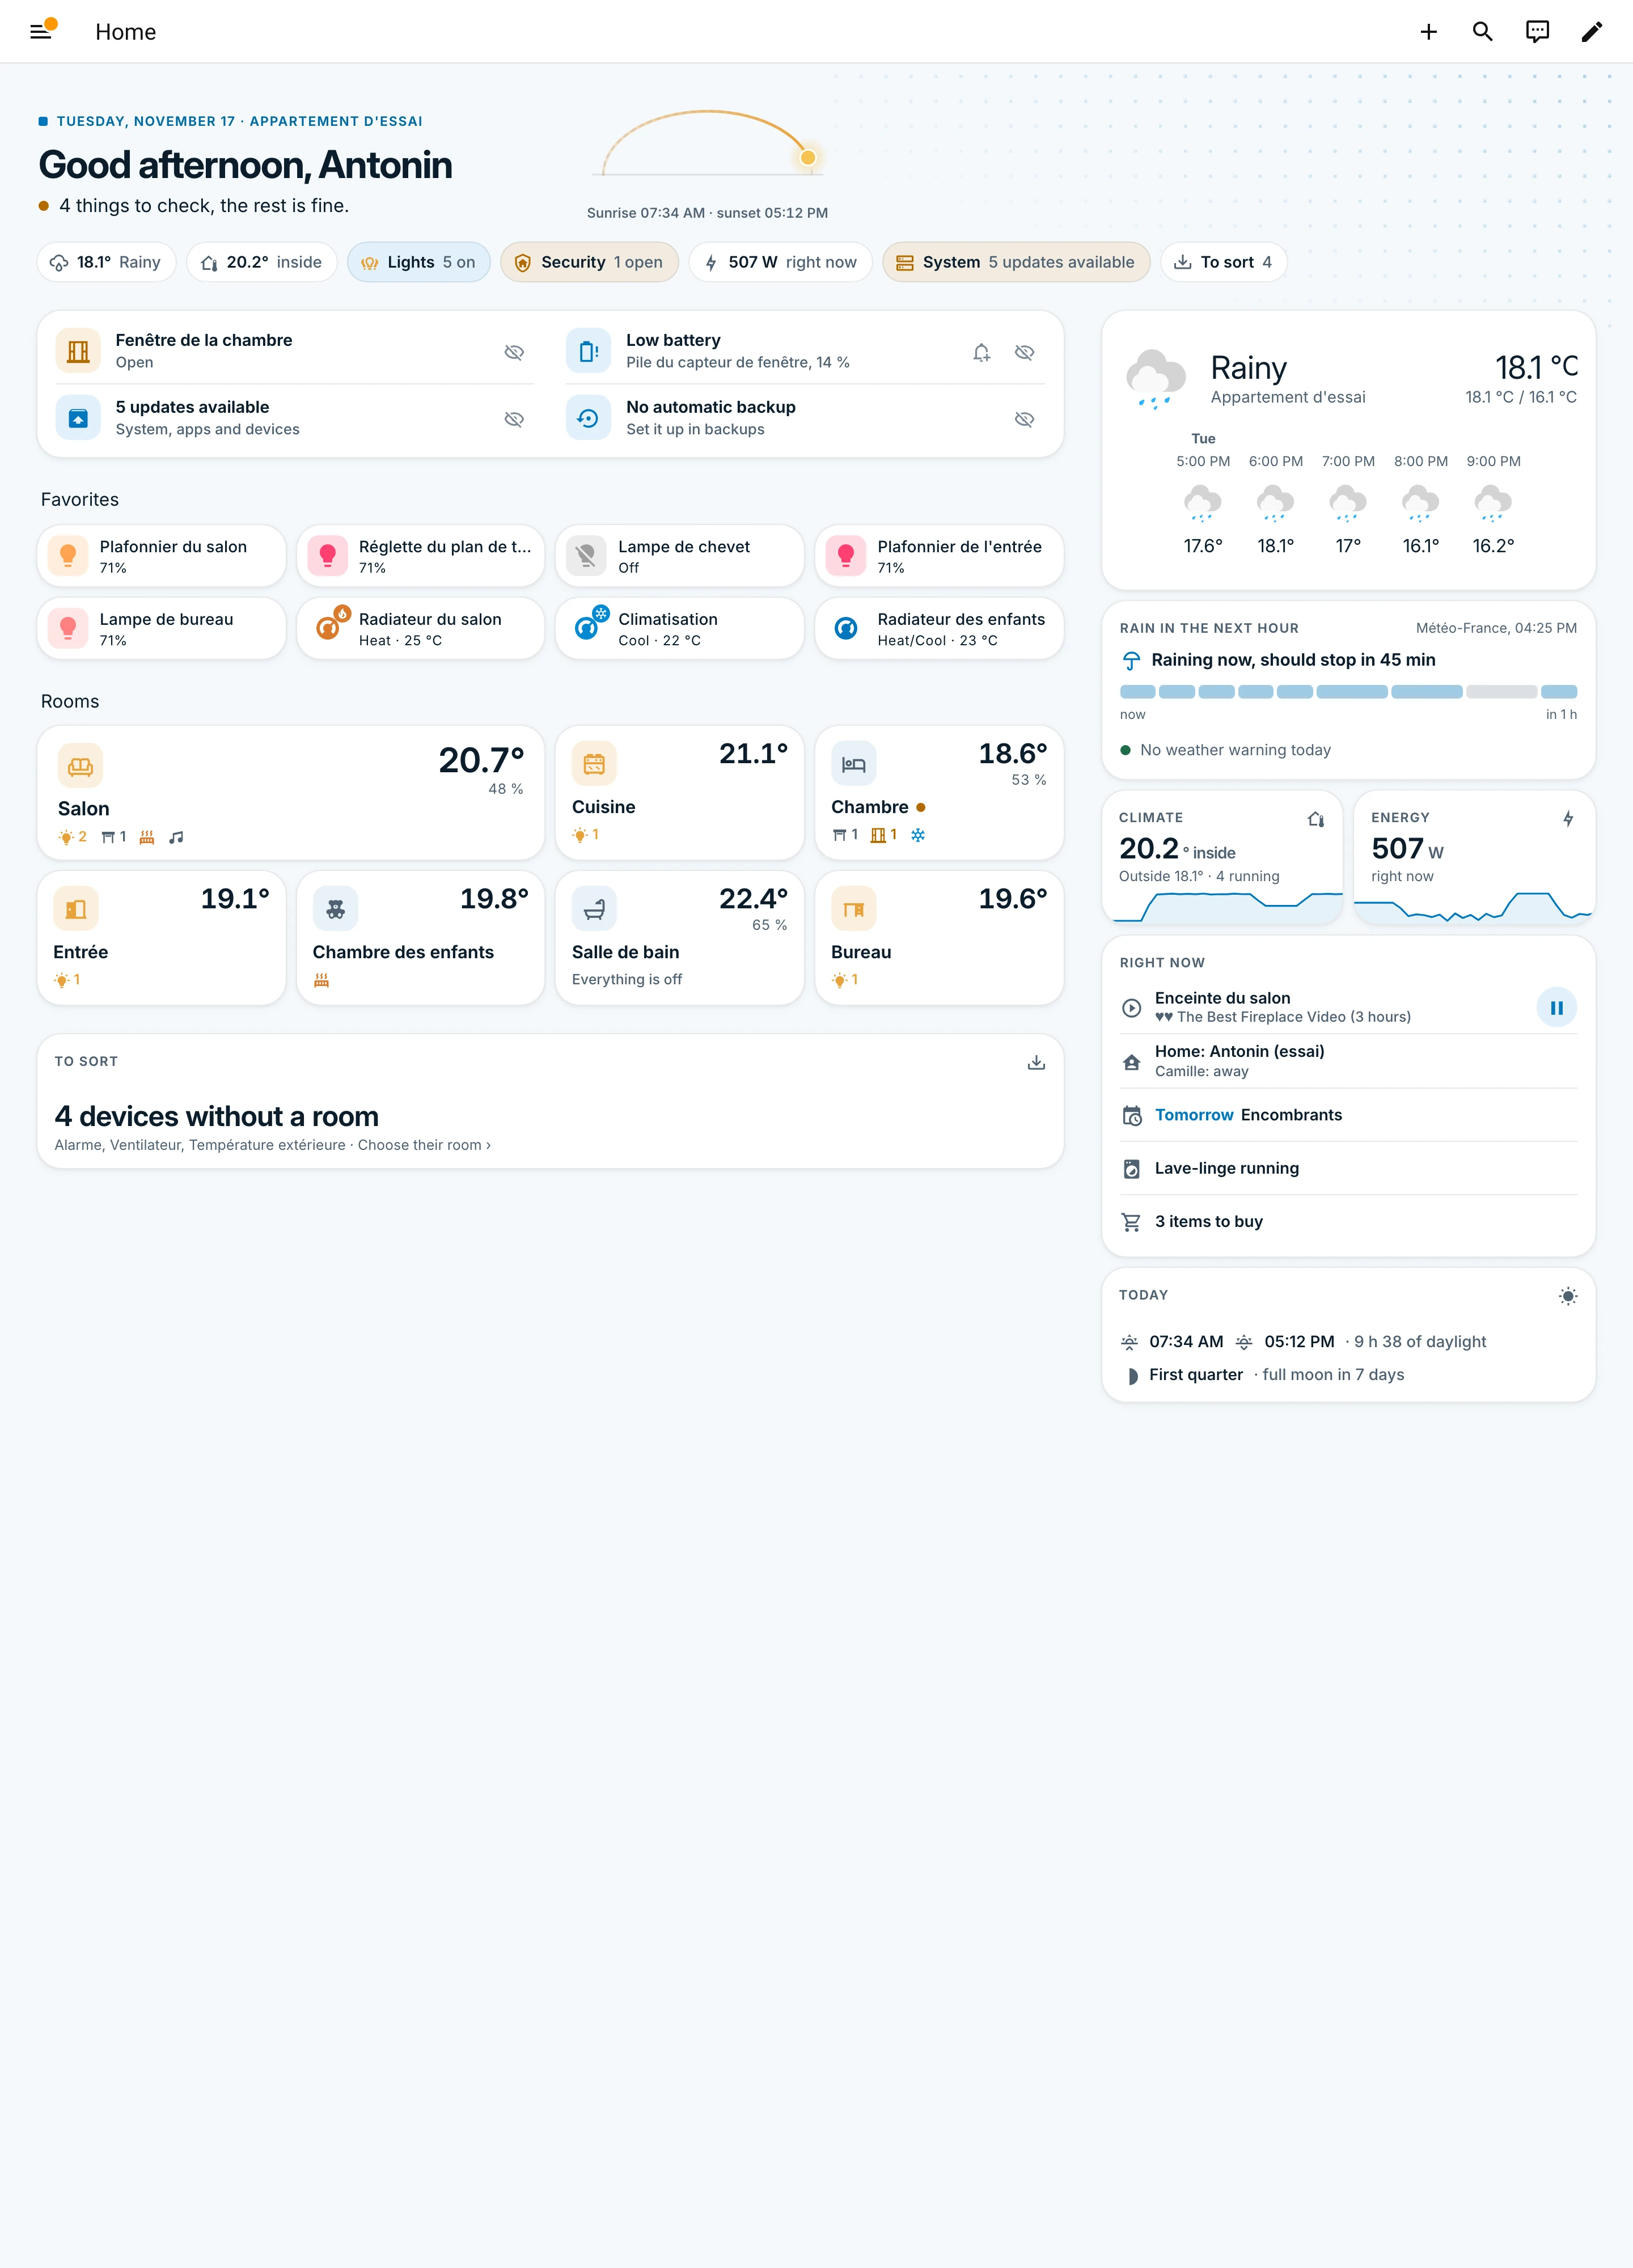 Home
TUESDAY, NOVEMBER 17 · APPARTEMENT D'ESSAI
Good afternoon, Antonin
4 things to check, the rest is fine.
Sunrise 07:34 AM · sunset 05:12 PM
18.1° Rainy
20.2° inside
Lights 5 on
Security 1 open
507 W right now
System 5 updates available
To sort 4
Fenêtre de la chambre
Open
Low battery
Pile du capteur de fenêtre, 14 %
5 updates available
System, apps and devices
No automatic backup
Set it up in backups
Favorites
Plafonnier du salon
71%
Réglette du plan de t...
71%
Lampe de chevet
Off
Plafonnier de l'entrée
71%
Lampe de bureau
71%
Radiateur du salon
Heat · 25 °C
Climatisation
Cool · 22 °C
Radiateur des enfants
Heat/Cool · 23 °C
Rooms
20.7°
48 %
Salon
2 1
21.1°
Cuisine
1
18.6°
53 %
Chambre
1 1
19.1°
Entrée
1
19.8°
Chambre des enfants
22.4°
65 %
Salle de bain
Everything is off
19.6°
Bureau
1
TO SORT
4 devices without a room
Alarme, Ventilateur, Température extérieure · Choose their room ›
Rainy
18.1 °C
Appartement d'essai
18.1 °C / 16.1 °C
Tue
5:00 PM 6:00 PM 7:00 PM 8:00 PM 9:00 PM
17.6° 18.1° 17° 16.1° 16.2°
RAIN IN THE NEXT HOUR
Météo-France, 04:25 PM
Raining now, should stop in 45 min
now
in 1 h
No weather warning today
CLIMATE
20.2 ° inside
Outside 18.1° · 4 running
ENERGY
507 W
right now
RIGHT NOW
Enceinte du salon
♥♥ The Best Fireplace Video (3 hours)
Home: Antonin (essai)
Camille: away
Tomorrow Encombrants
Lave-linge running
3 items to buy
TODAY
07:34 AM 05:12 PM · 9 h 38 of daylight
First quarter · full moon in 7 days